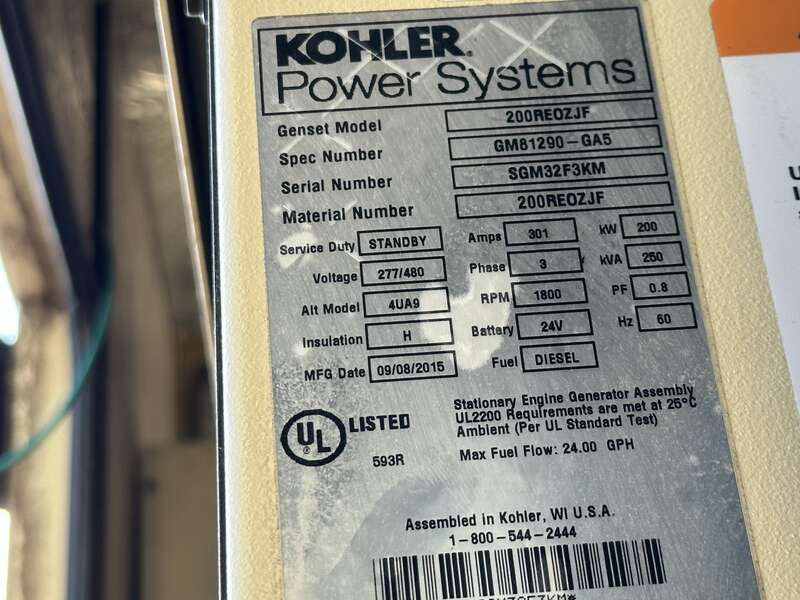 KOHLER®
Power Systems
Genset Model 200REOZJF
Spec Number GM81290-GA5
Serial Number SGM32F3KM
Material Number 200REOZJF
Service Duty STANDBY Amps 301 kW 200
Voltage 277/480 Phase 3 kVA 250
Alt Model 4UA9 RPM 1800 PF 0.8
Insulation H Battery 24V Hz 60
MFG Date 09/08/2015 Fuel DIESEL
Stationary Engine Generator Assembly
UL2200 Requirements are met at 25°C
Ambient (Per UL Standard Test)
UL® LISTED
593R
Max Fuel Flow: 24.00 GPH
Assembled in Kohler, WI U.S.A.
1-800-544-2444